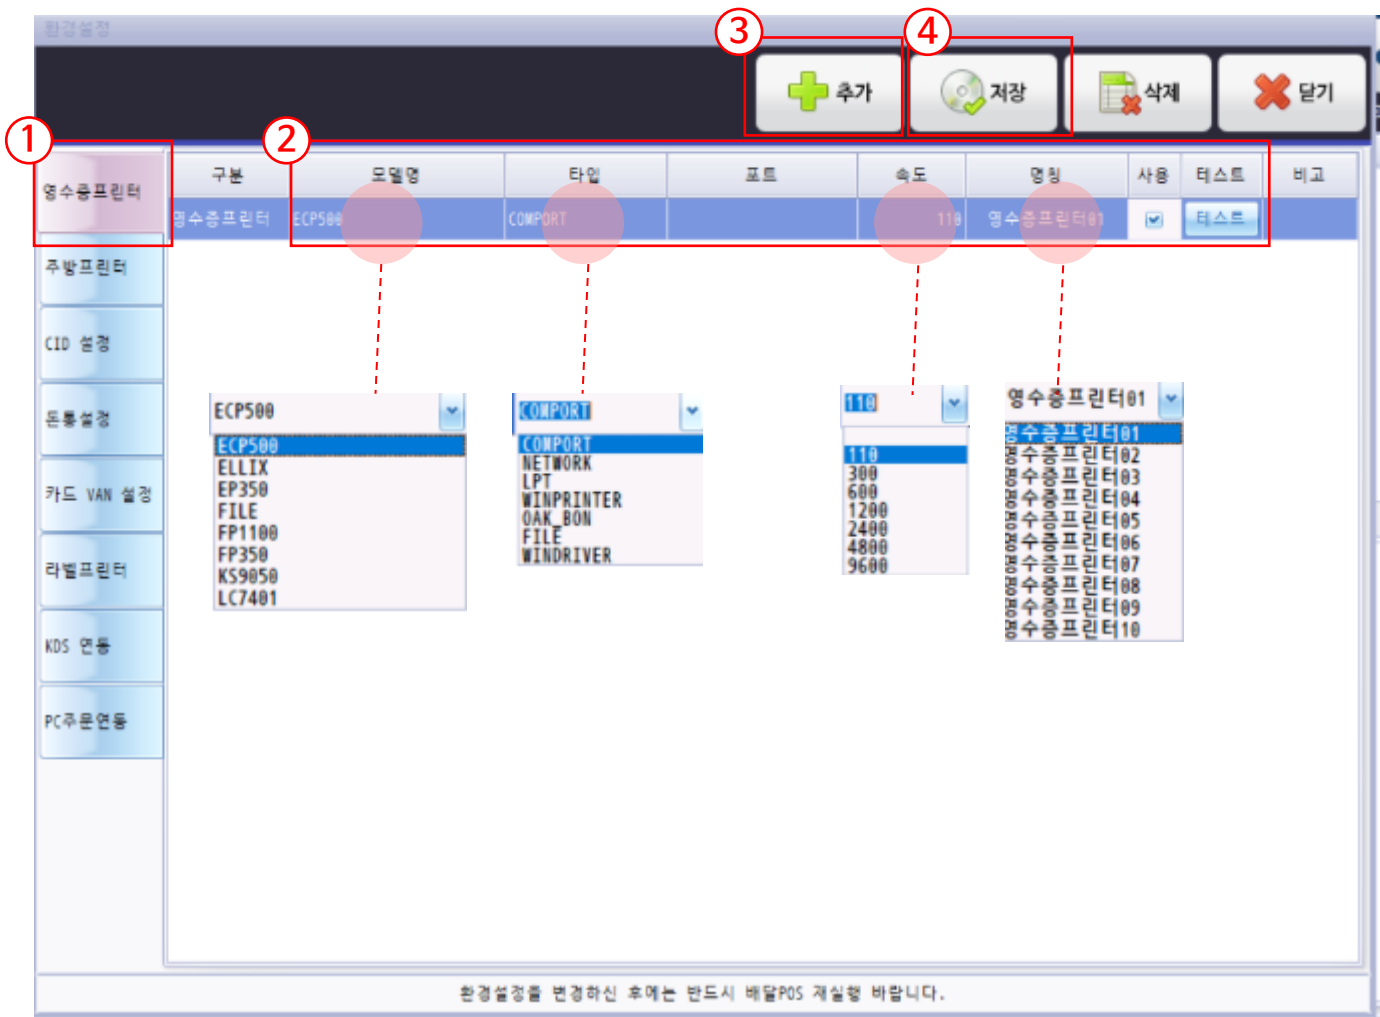 환경설정
③ ④
추가 저장 삭제 닫기
① ②
구분 모델명 타입 포트 속도 명칭 사용 테스트 비고
영수증프린터 ECP500 COMPORT 110 영수증프린터01 테스트
영수증프린터
주방프린터
CID 설정
돈통설정
카드 VAN 설정
라벨프린터
KDS 연동
PC주문연동
ECP500
ECP500
ELLIX
EP350
FILE
FP1100
FP350
KS9050
LC7401
COMPORT
COMPORT
NETWORK
LPT
WINPRINTER
OAK_BON
FILE
WINDRIVER
110
110
300
600
1200
2400
4800
9600
영수증프린터01
영수증프린터01
영수증프린터02
영수증프린터03
영수증프린터04
영수증프린터05
영수증프린터06
영수증프린터07
영수증프린터08
영수증프린터09
영수증프린터10
환경설정을 변경하신 후에는 반드시 배달POS 재실행 바랍니다.